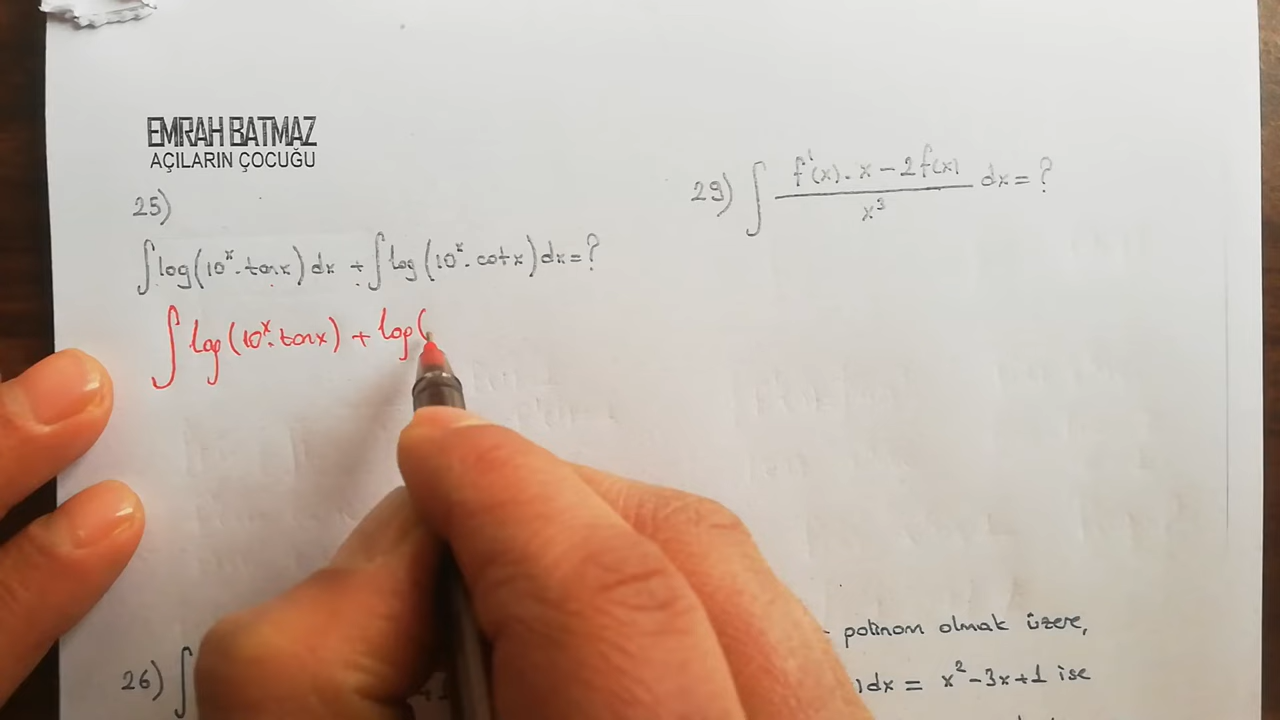 EMRAH BATMAZ
AÇILARIN ÇOCUĞU
25)
∫log(10ˣ.tanx)dx + ∫log(10ˣ.cotx)dx=?
∫log(10ˣ.tanx) + log(
26) ∫
29) ∫ f'(x).x-2f(x) / x³ dx=?
polinom olmak üzere,
dx = x²-3x+1 ise